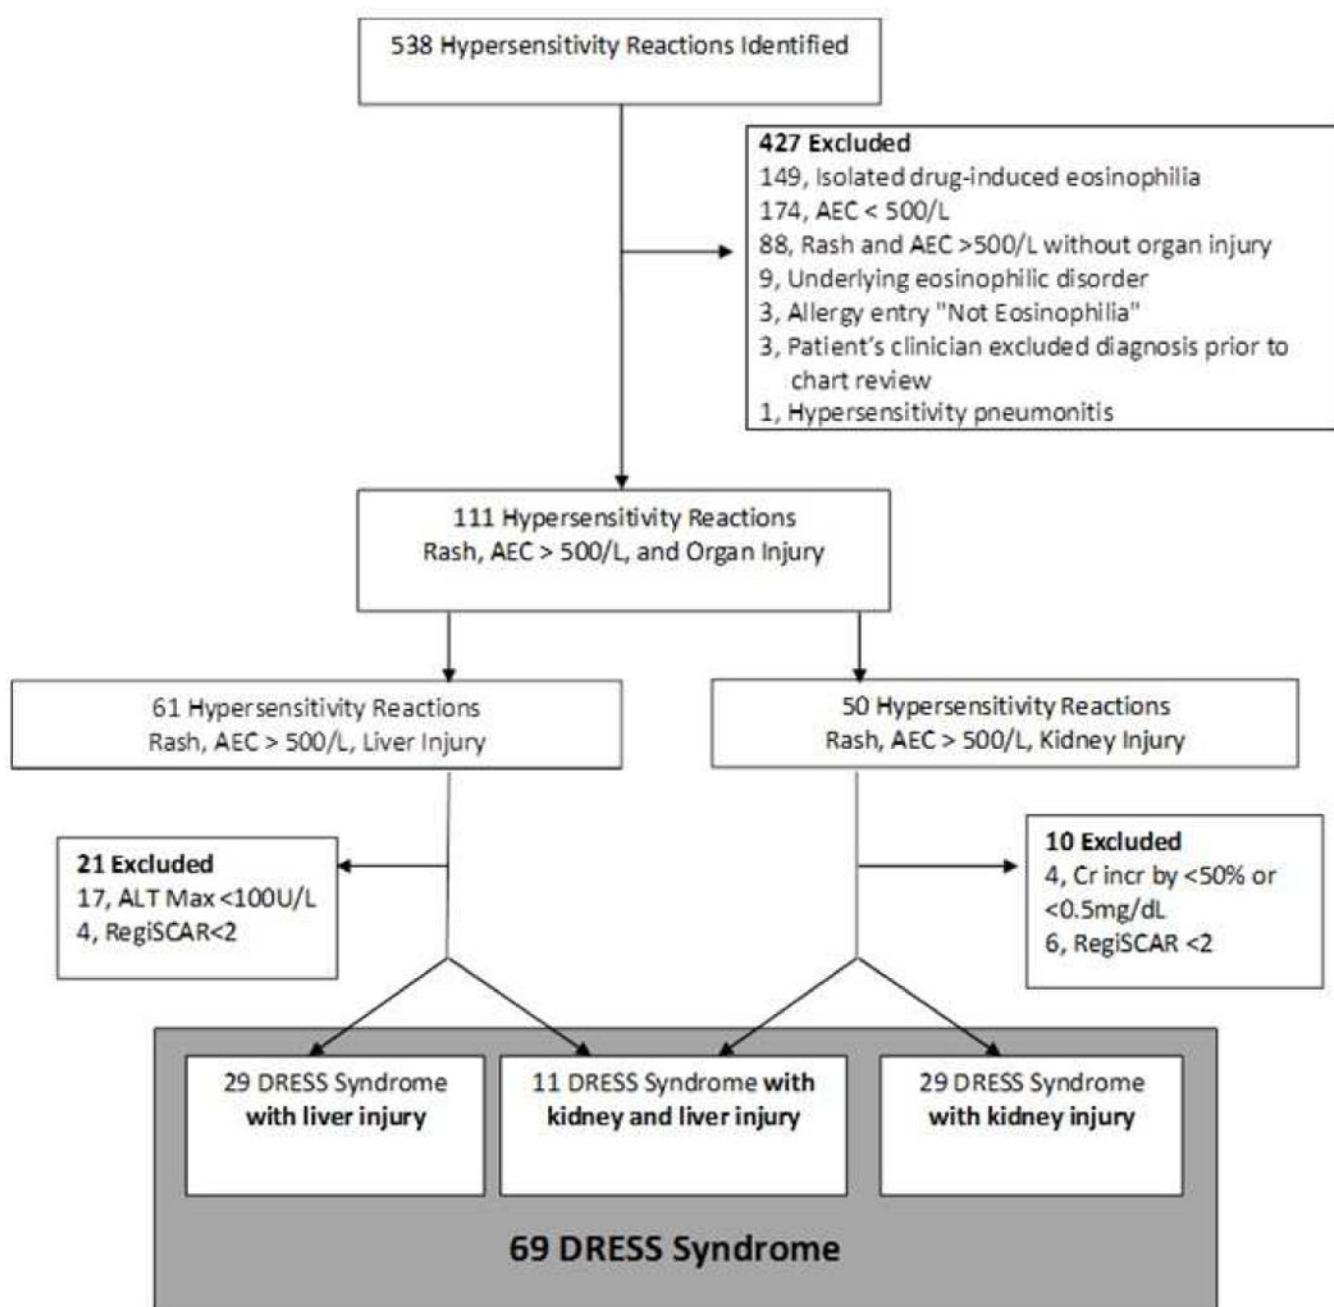 538 Hypersensitivity Reactions Identified
427 Excluded
149, Isolated drug-induced eosinophilia
174, AEC < 500/L
88, Rash and AEC >500/L without organ injury
9, Underlying eosinophilic disorder
3, Allergy entry "Not Eosinophilia"
3, Patient's clinician excluded diagnosis prior to
chart review
1, Hypersensitivity pneumonitis
111 Hypersensitivity Reactions
Rash, AEC > 500/L, and Organ Injury
61 Hypersensitivity Reactions
Rash, AEC > 500/L, Liver Injury
50 Hypersensitivity Reactions
Rash, AEC > 500/L, Kidney Injury
21 Excluded
17, ALT Max <100U/L
4, RegiSCAR<2
10 Excluded
4, Cr incr by <50% or
<0.5mg/dL
6, RegiSCAR <2
29 DRESS Syndrome
with liver injury
11 DRESS Syndrome with
kidney and liver injury
29 DRESS Syndrome
with kidney injury
69 DRESS Syndrome